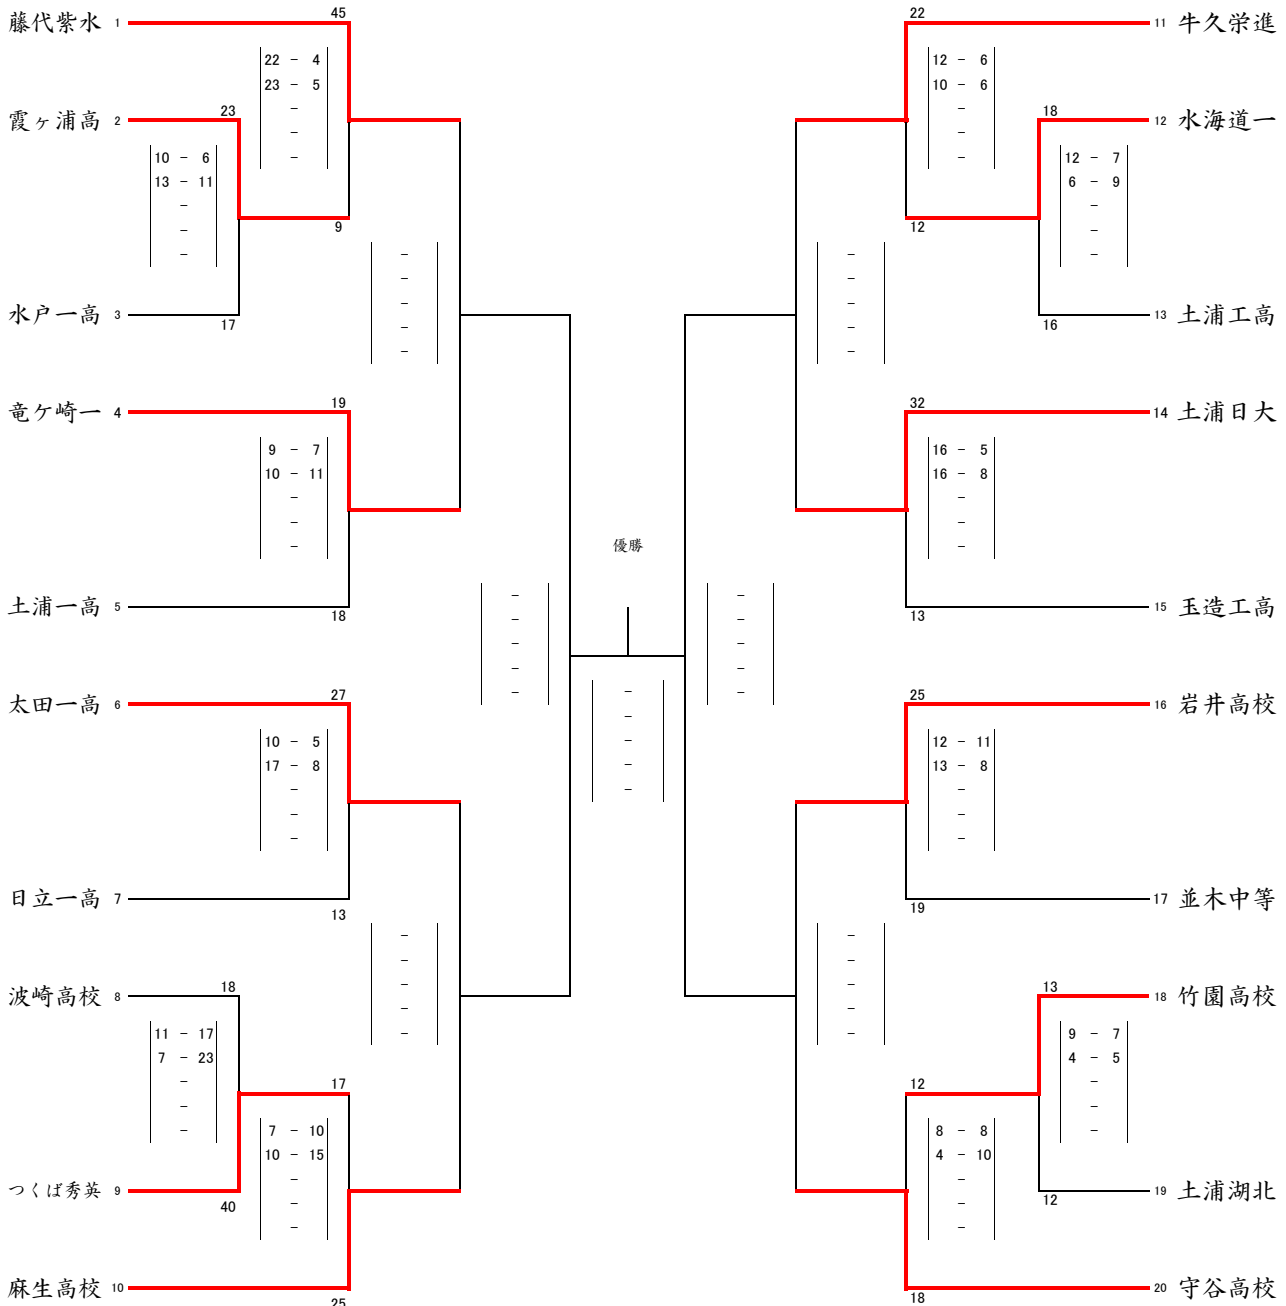 藤代紫水 1
45
22 - 4
23 - 5
-
-
-
霞ヶ浦高 2
23
10 - 6
13 - 11
-
-
-
9
水戸一高 3
17
-
-
-
-
-
竜ケ崎一 4
19
9 - 7
10 - 11
-
-
-
土浦一高 5
18
-
-
-
-
-
太田一高 6
27
10 - 5
17 - 8
-
-
-
日立一高 7
13
-
-
-
-
-
波崎高校 8
18
11 - 17
7 - 23
-
-
-
17
7 - 10
10 - 15
-
-
-
つくば秀英 9
40
麻生高校 10
25
優勝
-
-
-
-
-
22
11 牛久栄進
12 - 6
10 - 6
-
-
-
18
12 水海道一
12 - 7
6 - 9
-
-
-
12
13 土浦工高
16
-
-
-
-
-
32
14 土浦日大
16 - 5
16 - 8
-
-
-
15 玉造工高
13
-
-
-
-
-
25
16 岩井高校
12 - 11
13 - 8
-
-
-
17 並木中等
19
-
-
-
-
-
13
18 竹園高校
9 - 7
4 - 5
-
-
-
12
8 - 8
4 - 10
-
-
-
19 土浦湖北
12
20 守谷高校
18